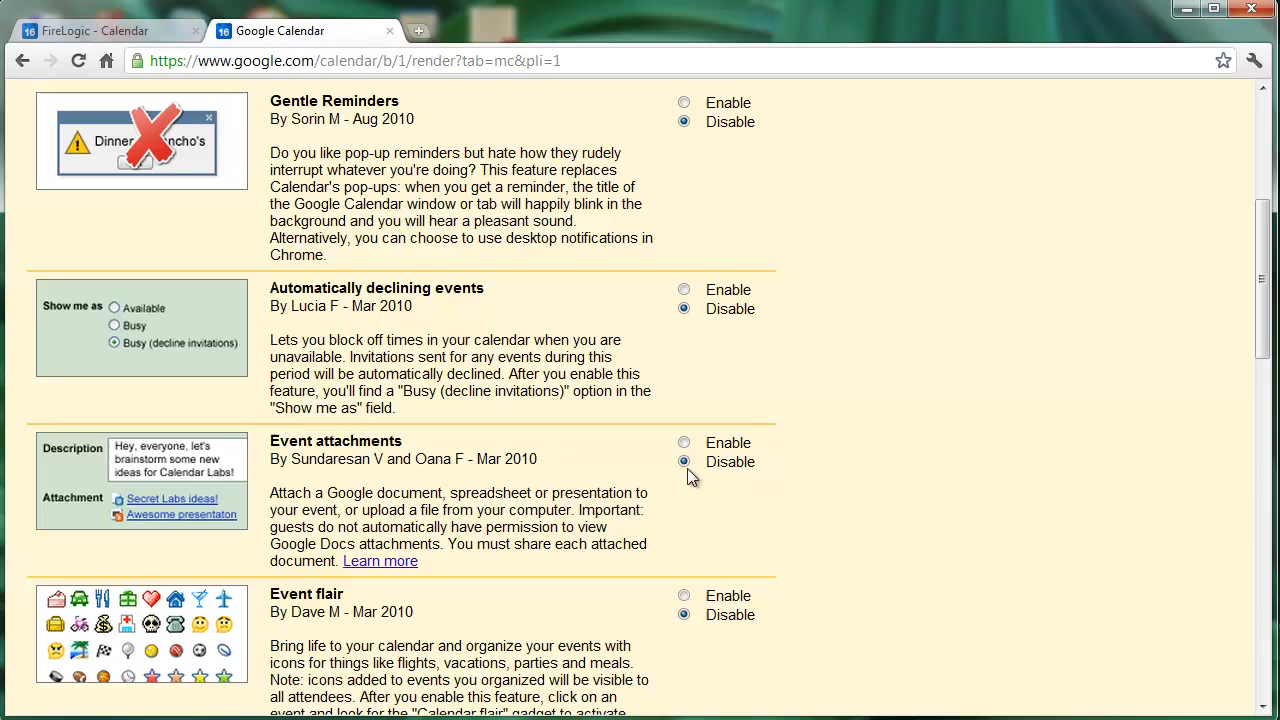 FireLogic - Calendar
Google Calendar
https://www.google.com/calendar/b/1/render?tab=mc&pli=1
Dinner
ncho's
Gentle Reminders
By Sorin M - Aug 2010
Enable
Disable
Do you like pop-up reminders but hate how they rudely
interrupt whatever you're doing? This feature replaces
Calendar's pop-ups: when you get a reminder, the title of
the Google Calendar window or tab will happily blink in the
background and you will hear a pleasant sound.
Alternatively, you can choose to use desktop notifications in
Chrome.
Show me as
Available
Busy
Busy (decline invitations)
Automatically declining events
By Lucia F - Mar 2010
Enable
Disable
Lets you block off times in your calendar when you are
unavailable. Invitations sent for any events during this
period will be automatically declined. After you enable this
feature, you'll find a "Busy (decline invitations)" option in the
"Show me as" field.
Description
Hey, everyone, let's
brainstorm some new
ideas for Calendar Labs!
Attachment
Secret Labs ideas!
Awesome presentaton
Event attachments
By Sundaresan V and Oana F - Mar 2010
Enable
Disable
Attach a Google document, spreadsheet or presentation to
your event, or upload a file from your computer. Important:
guests do not automatically have permission to view
Google Docs attachments. You must share each attached
document. Learn more
Event flair
By Dave M - Mar 2010
Enable
Disable
Bring life to your calendar and organize your events with
icons for things like flights, vacations, parties and meals.
Note: icons added to events you organized will be visible to
all attendees. After you enable this feature, click on an
event and look for the "Calendar flair" gadget to activate